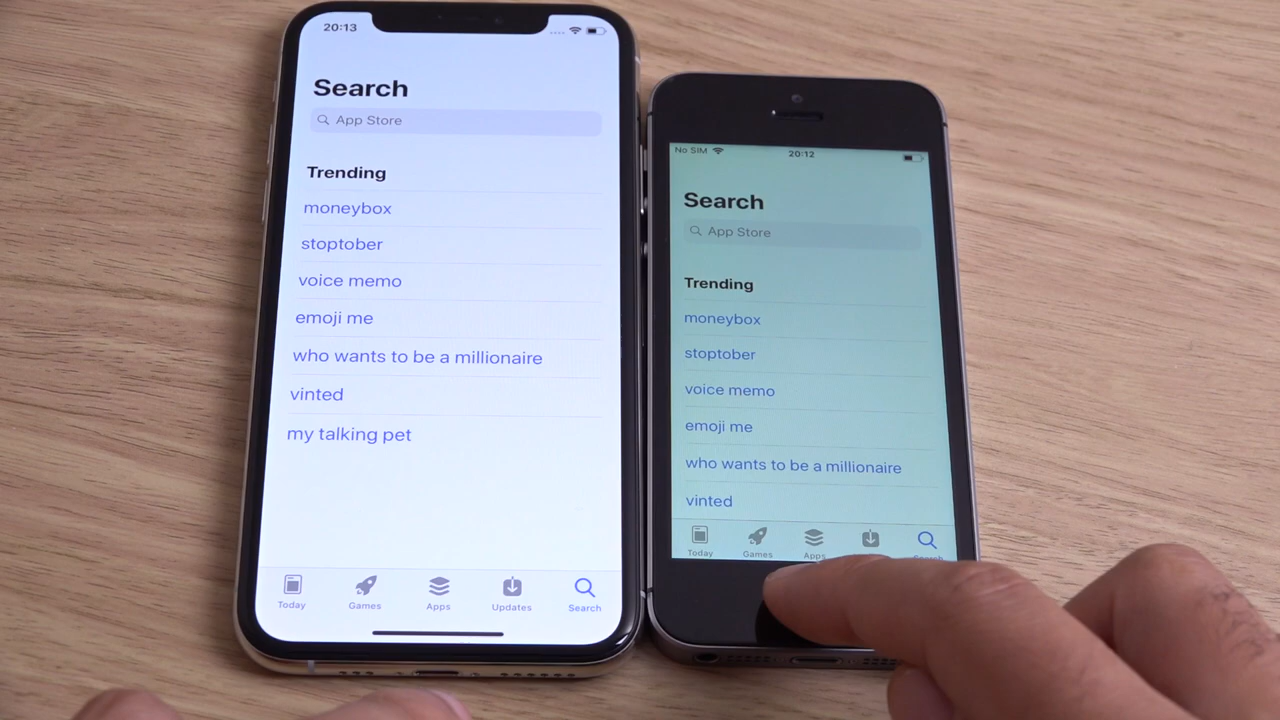 20:13
Search
App Store
Trending
moneybox
stoptober
voice memo
emoji me
who wants to be a millionaire
vinted
my talking pet
Today Games Apps Updates Search
No SIM 20:12
Search
App Store
Trending
moneybox
stoptober
voice memo
emoji me
who wants to be a millionaire
vinted
Today Games Apps Search